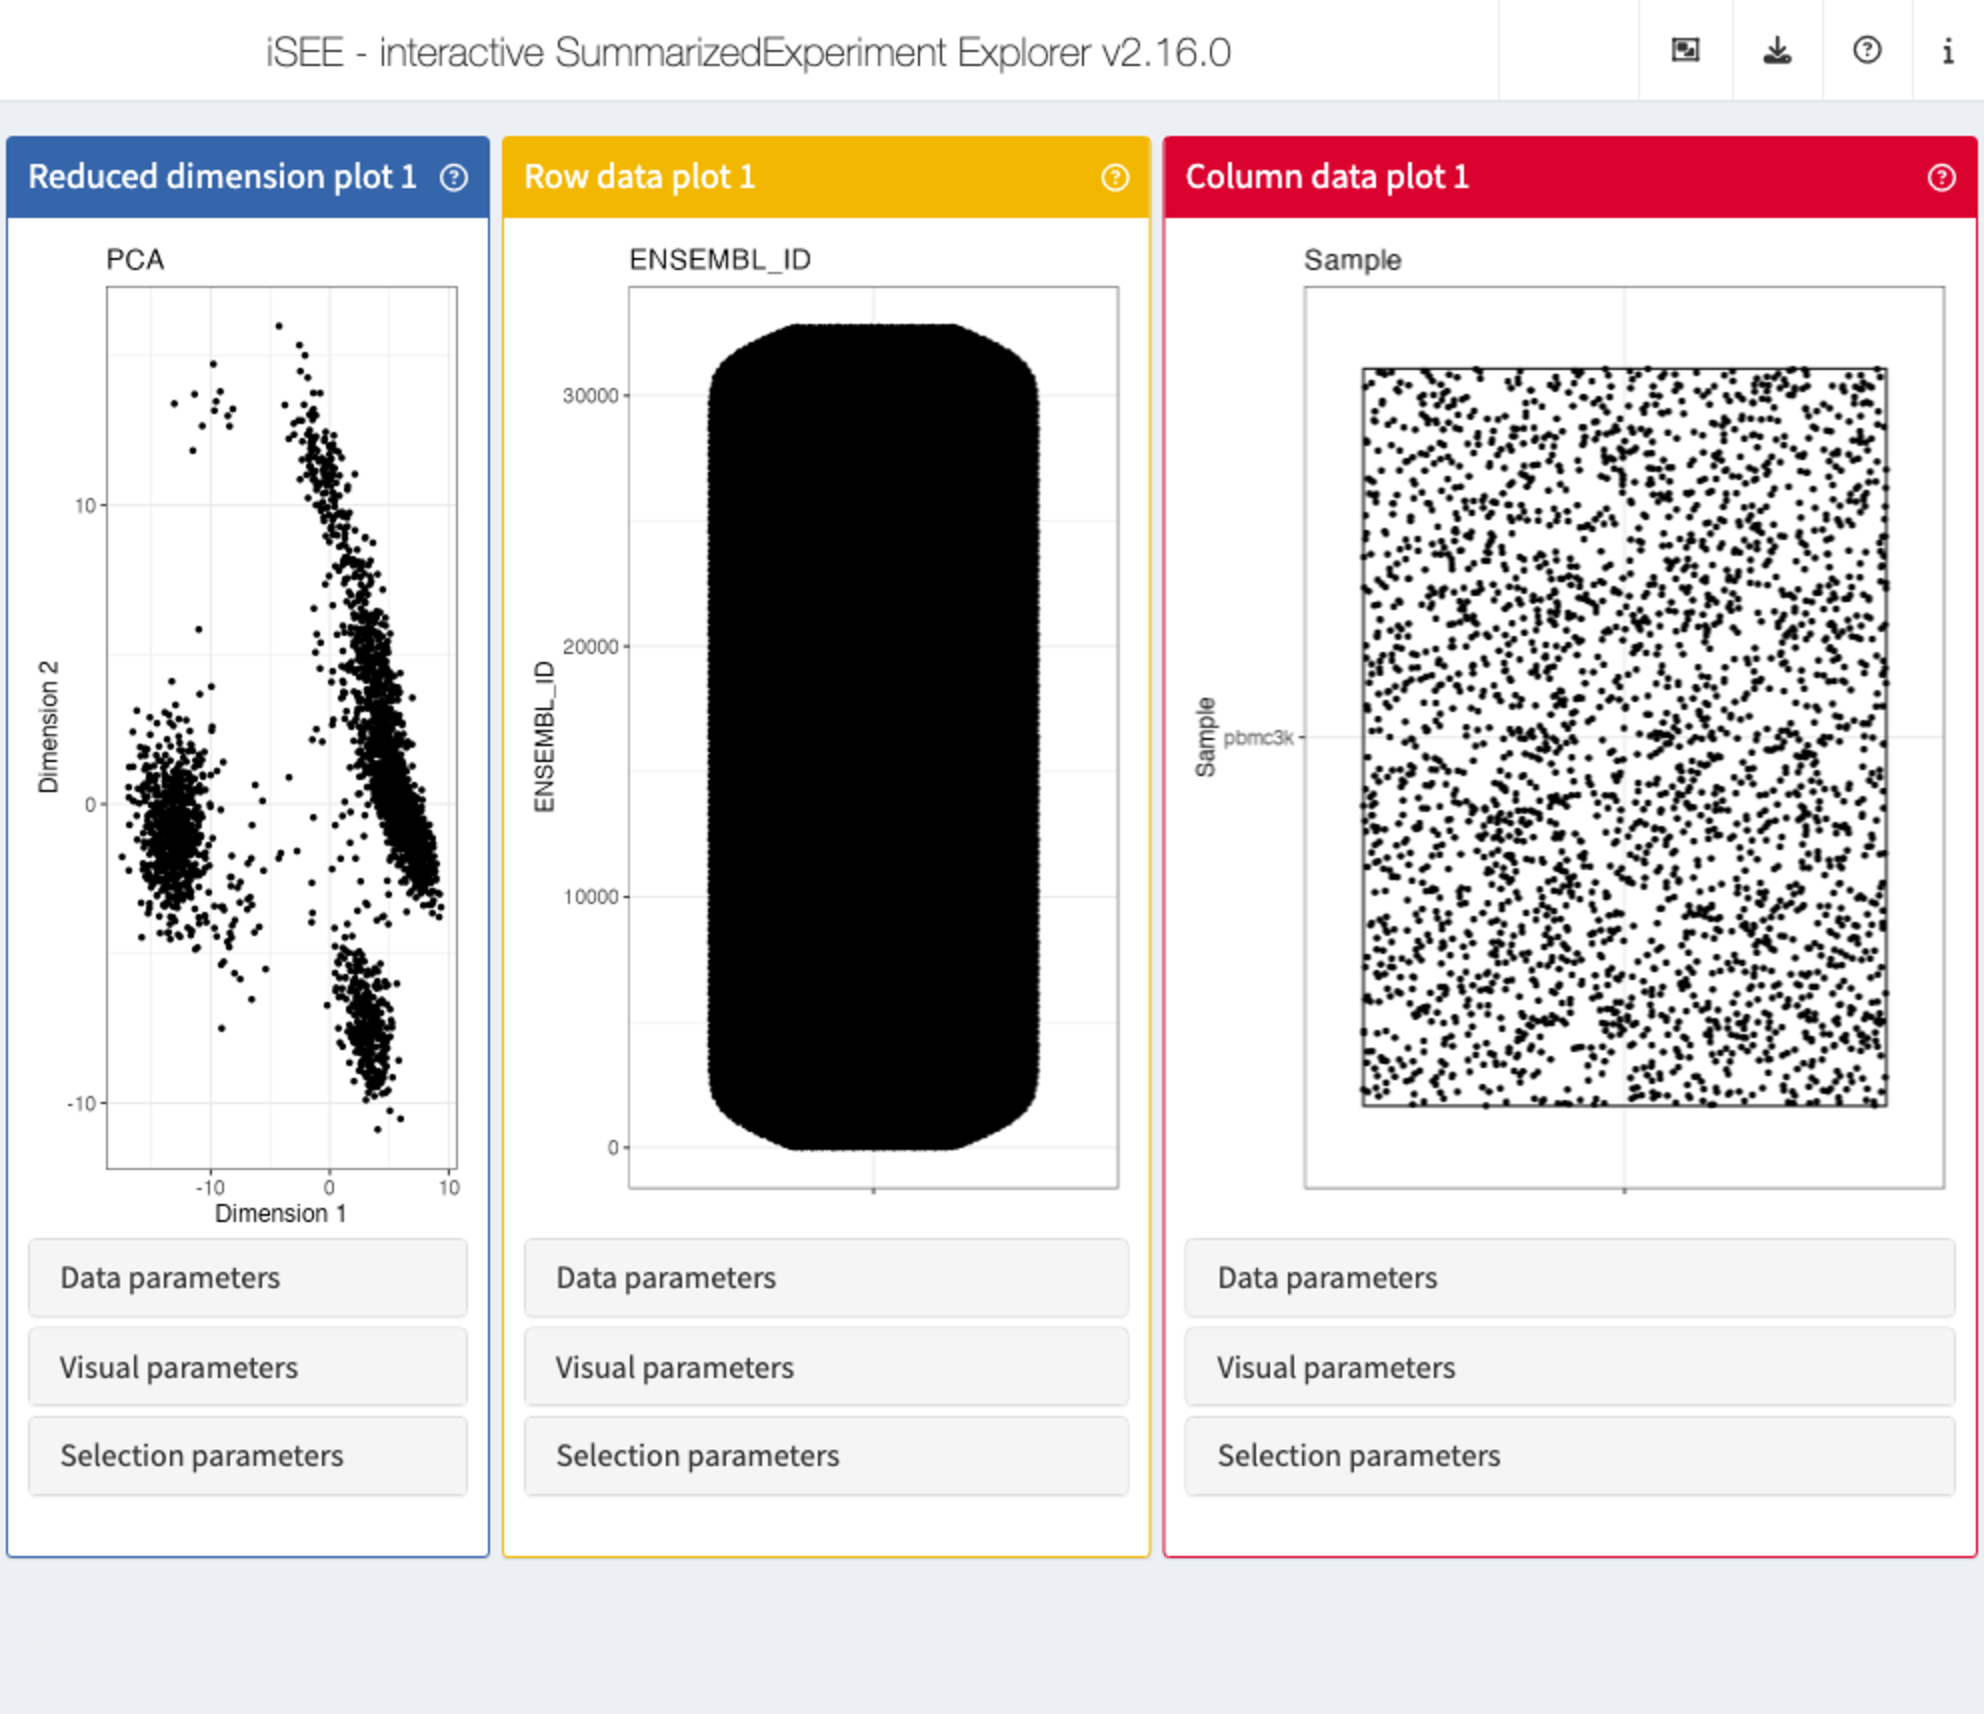 iSEE - interactive SummarizedExperiment Explorer v2.16.0
Reduced dimension plot 1
PCA
Dimension 2
10
0
-10
-10 0 10
Dimension 1
Data parameters
Visual parameters
Selection parameters
Row data plot 1
ENSEMBL_ID
ENSEMBL_ID
30000
20000
10000
0
Data parameters
Visual parameters
Selection parameters
Column data plot 1
Sample
Sample
pbmc3k
Data parameters
Visual parameters
Selection parameters